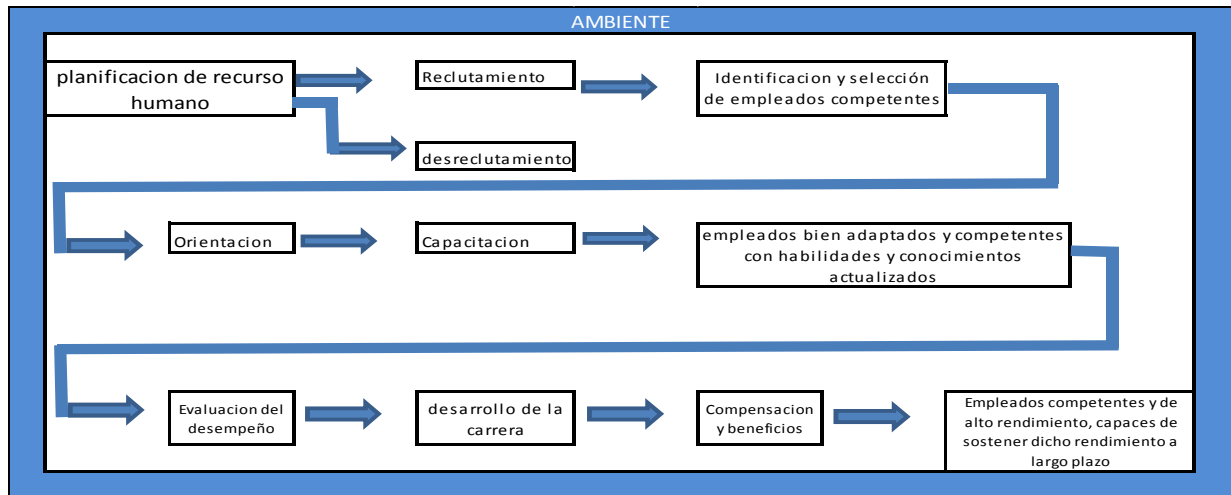 AMBIENTE
planificacion de recurso
humano
Reclutamiento
Identificacion y selección
de empleados competentes
desreclutamiento
Orientacion
Capacitacion
empleados bien adaptados y competentes
con habilidades y conocimientos
actualizados
Evaluacion del
desempeño
desarrollo de la
carrera
Compensacion
y beneficios
Empleados competentes y de
alto rendimiento, capaces de
sostener dicho rendimiento a
largo plazo